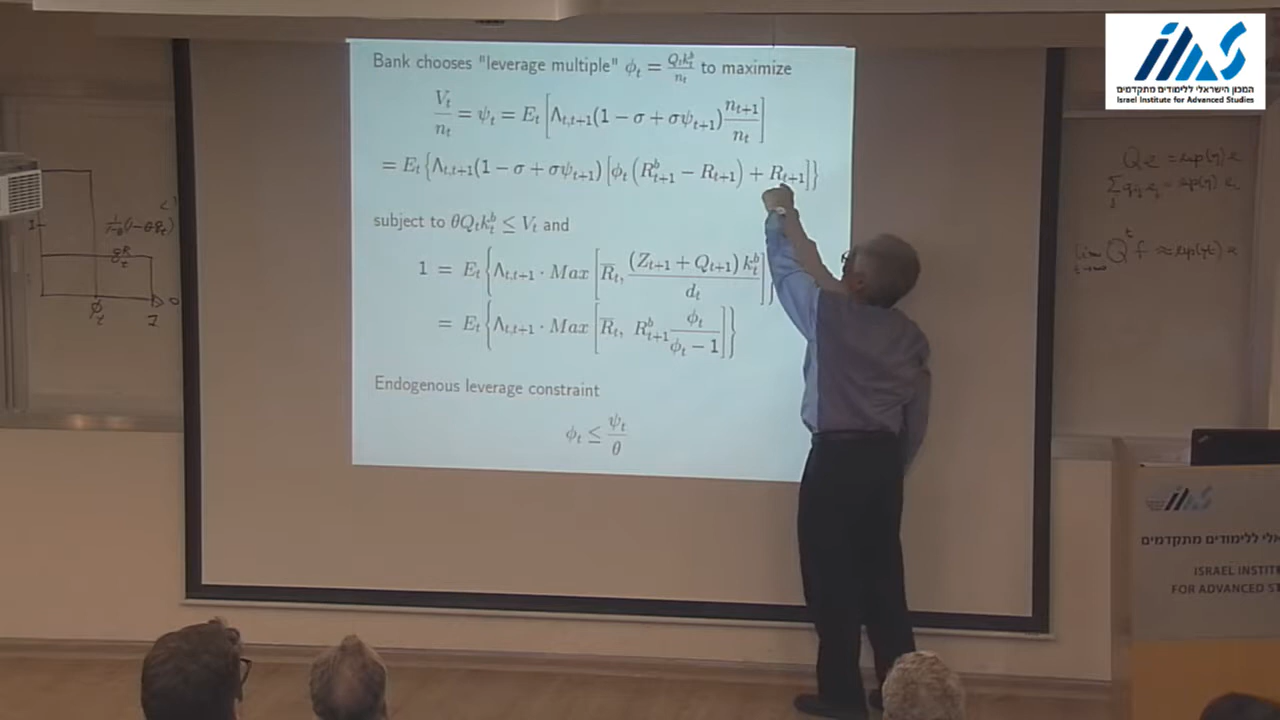 Bank chooses "leverage multiple" ϕ_t = Q_t k_t^b / n_t to maximize
V_t / n_t = ψ_t = E_t [ Λ_{t,t+1}(1 − σ + σψ_{t+1}) n_{t+1} / n_t ]
= E_t { Λ_{t,t+1}(1 − σ + σψ_{t+1}) [ ϕ_t (R^b_{t+1} − R_{t+1}) + R_{t+1} ] }
subject to θQ_t k_t^b ≤ V_t and
1 = E_t { Λ_{t,t+1} · Max [ R̅_t, (Z_{t+1} + Q_{t+1}) k_t^b / d_t ] }
= E_t { Λ_{t,t+1} · Max [ R̅_t, R^b_{t+1} ϕ_t / (ϕ_t − 1) ] }
Endogenous leverage constraint
ϕ_t ≤ ψ_t / θ
המכון הישראלי ללימודים מתקדמים
Israel Institute for Advanced Studies
ללימודים מתקדמים
ISRAEL INSTIT
FOR ADVANCED ST